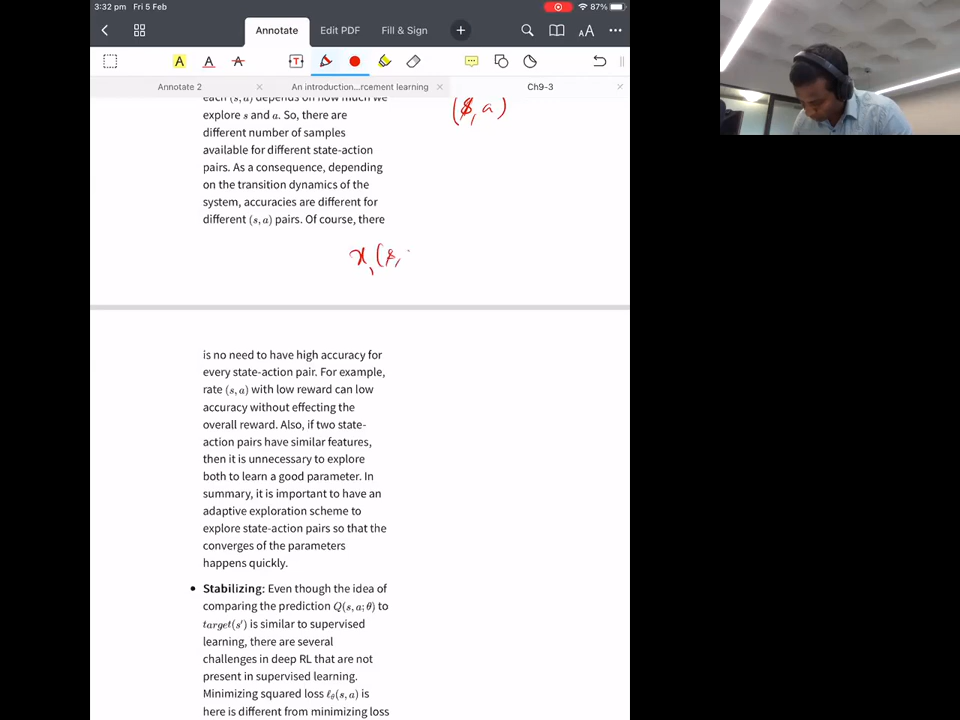 3:32 pm Fri 5 Feb
87%
Annotate
Edit PDF
Fill & Sign
AA
A A A T
Annotate 2
An introduction...rcement learning
Ch9-3
each (s, a) depends on how much we
explore s and a. So, there are
different number of samples
available for different state-action
pairs. As a consequence, depending
on the transition dynamics of the
system, accuracies are different for
different (s, a) pairs. Of course, there
(s, a)
x₁(s,
is no need to have high accuracy for
every state-action pair. For example,
rate (s, a) with low reward can low
accuracy without effecting the
overall reward. Also, if two state-
action pairs have similar features,
then it is unnecessary to explore
both to learn a good parameter. In
summary, it is important to have an
adaptive exploration scheme to
explore state-action pairs so that the
converges of the parameters
happens quickly.
• Stabilizing: Even though the idea of
comparing the prediction Q(s, a; θ) to
target(s′) is similar to supervised
learning, there are several
challenges in deep RL that are not
present in supervised learning.
Minimizing squared loss ℓθ(s, a) is
here is different from minimizing loss